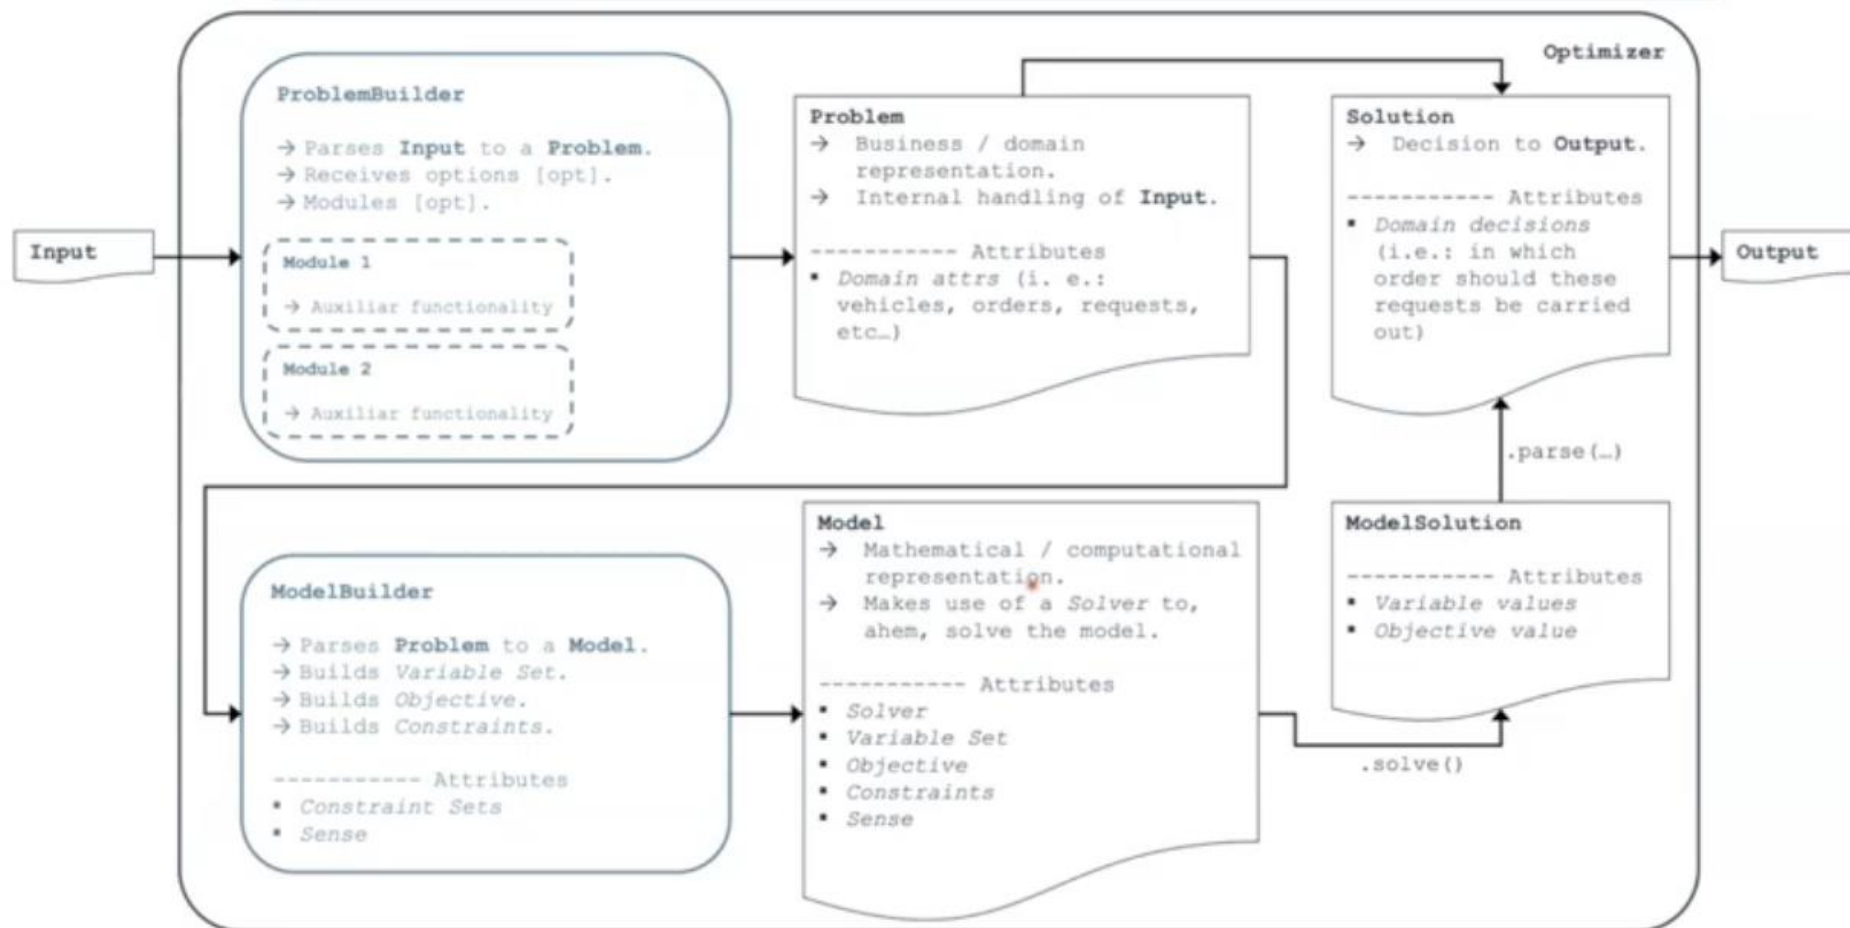 Optimizer
Input
ProblemBuilder
→ Parses Input to a Problem.
→ Receives options [opt].
→ Modules [opt].
Module 1
→ Auxiliar functionality
Module 2
→ Auxiliar functionality
Problem
→ Business / domain
representation.
→ Internal handling of Input.
----------- Attributes
▪ Domain attrs (i. e.:
vehicles, orders, requests,
etc…)
Solution
→ Decision to Output.
----------- Attributes
▪ Domain decisions
(i.e.: in which
order should these
requests be carried
out)
Output
.parse(…)
ModelBuilder
→ Parses Problem to a Model.
→ Builds Variable Set.
→ Builds Objective.
→ Builds Constraints.
----------- Attributes
▪ Constraint Sets
▪ Sense
Model
→ Mathematical / computational
representation.
→ Makes use of a Solver to,
ahem, solve the model.
----------- Attributes
▪ Solver
▪ Variable Set
▪ Objective
▪ Constraints
▪ Sense
.solve()
ModelSolution
----------- Attributes
▪ Variable values
▪ Objective value